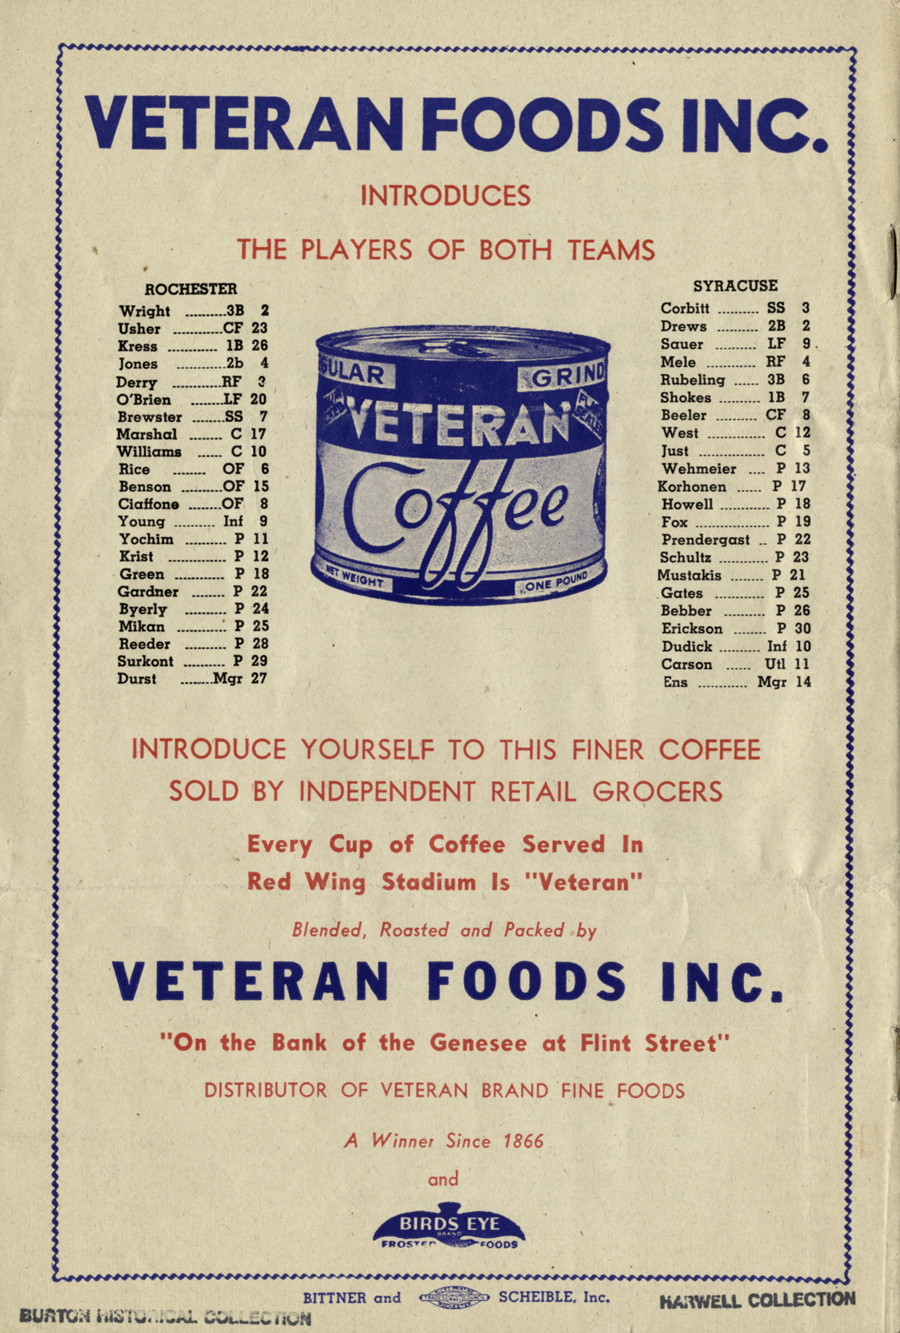 VETERAN FOODS INC.
INTRODUCES
THE PLAYERS OF BOTH TEAMS
ROCHESTER
Wright ..........3B 2
Usher ............CF 23
Kress ............ 1B 26
Jones ............2b 4
Derry ............RF 3
O'Brien ........LF 20
Brewster .......SS 7
Marshal ........ C 17
Williams ...... C 10
Rice ........ OF 6
Benson ..........OF 15
Ciaffone ........OF 8
Young .......... Inf 9
Yochim .......... P 11
Krist .............. P 12
Green ............ P 18
Gardner ........ P 22
Byerly .......... P 24
Mikan ............ P 25
Reeder .......... P 28
Surkont .......... P 29
Durst ........Mgr 27
GULAR
GRIND
VETERAN
Coffee
NET WEIGHT
ONE POUND
SYRACUSE
Corbitt .......... SS 3
Drews .......... 2B 2
Sauer .......... LF 9
Mele .......... RF 4
Rubeling ...... 3B 6
Shokes .......... 1B 7
Beeler .......... CF 8
West .............. C 12
Just ................ C 5
Wehmeier .... P 13
Korhonen ...... P 17
Howell ............ P 18
Fox .................. P 19
Prendergast .. P 22
Schultz ............ P 23
Mustakis ........ P 21
Gates ............ P 25
Bebber .......... P 26
Erickson ........ P 30
Dudick .......... Inf 10
Carson ...... Utl 11
Ens ............ Mgr 14
INTRODUCE YOURSELF TO THIS FINER COFFEE
SOLD BY INDEPENDENT RETAIL GROCERS
Every Cup of Coffee Served In
Red Wing Stadium Is "Veteran"
Blended, Roasted and Packed by
VETERAN FOODS INC.
"On the Bank of the Genesee at Flint Street"
DISTRIBUTOR OF VETERAN BRAND FINE FOODS
A Winner Since 1866
and
BIRDS EYE
BRAND
FROSTED FOODS
BITTNER and SCHEIBLE, Inc.
BURTON HISTORICAL COLLECTION
HARWELL COLLECTION